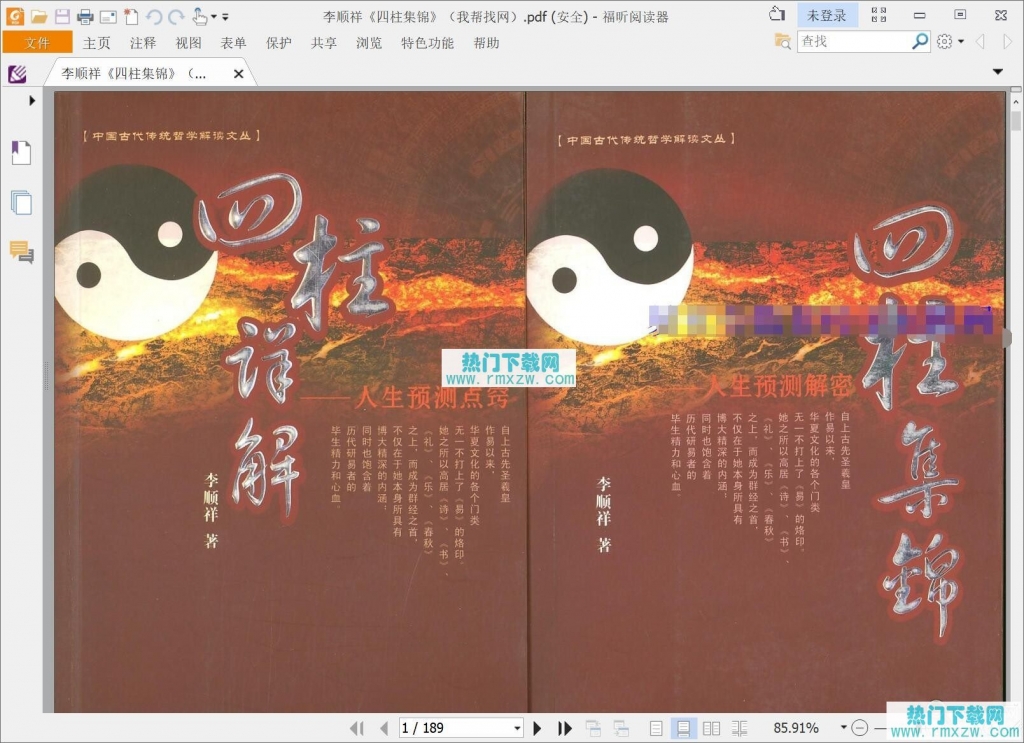 李顺祥《四柱集锦》（我帮找网）.pdf (安全) - 福昕阅读器
未登录
文件 主页 注释 视图 表单 保护 共享 浏览 特色功能 帮助
查找
李顺祥《四柱集锦》（...
【中国古代传统哲学解读文丛】
四柱
详解
——人生预测点窍
自上古先圣羲皇
作易以来，
华夏文化的各个门类
无一不打上了《易》的烙印，
她之所以高居《诗》、《书》、
《礼》、《乐》、《春秋》
之上，而成为群经之首，
不仅在于她本身所具有
博大精深的内涵，
同时也饱含着
历代研易者的
毕生精力和心血。
李顺祥 著
【中国古代传统哲学解读文丛】
四柱集錦
人生预测解密
自上古先圣羲皇
作易以来，
华夏文化的各个门类
无一不打上了《易》的烙印，
她之所以高居《诗》、《书》、
《礼》、《乐》、《春秋》
之上，而成为群经之首，
不仅在于她本身所具有
博大精深的内涵，
同时也饱含着
历代研易者的
毕生精力和心血。
李顺祥 著
热门下载网
www.rmxzw.com
1 / 189
85.91%
热门下载网
www.rmxzw.com